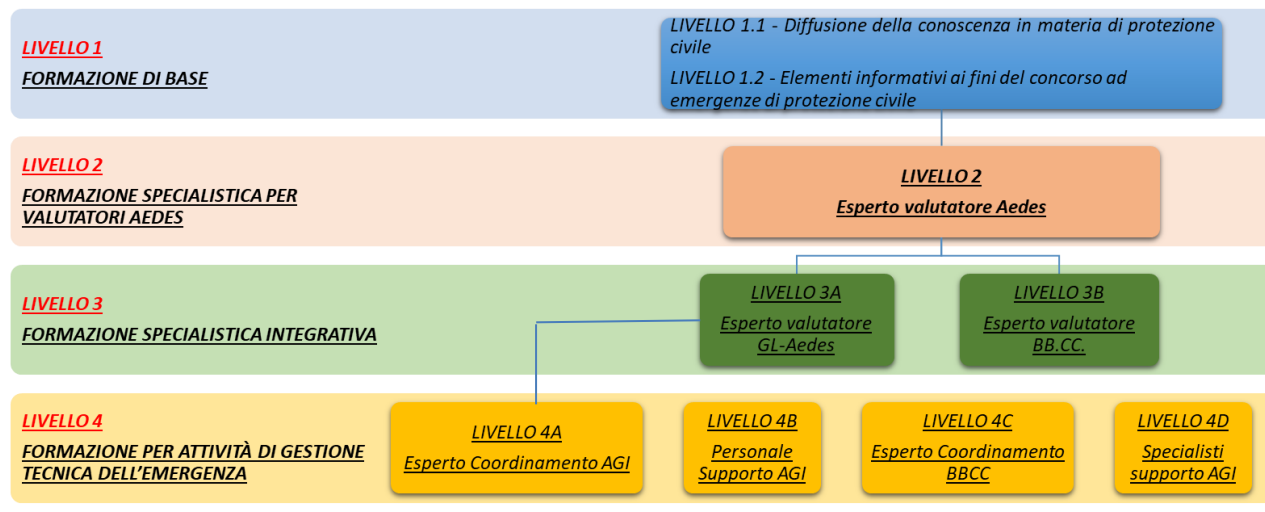 LIVELLO 1
FORMAZIONE DI BASE
LIVELLO 1.1 - Diffusione della conoscenza in materia di protezione
civile
LIVELLO 1.2 - Elementi informativi ai fini del concorso ad
emergenze di protezione civile
LIVELLO 2
FORMAZIONE SPECIALISTICA PER
VALUTATORI AEDES
LIVELLO 2
Esperto valutatore Aedes
LIVELLO 3
FORMAZIONE SPECIALISTICA INTEGRATIVA
LIVELLO 3A
Esperto valutatore
GL-Aedes
LIVELLO 3B
Esperto valutatore
BB.CC.
LIVELLO 4
FORMAZIONE PER ATTIVITÀ DI GESTIONE
TECNICA DELL’EMERGENZA
LIVELLO 4A
Esperto Coordinamento AGI
LIVELLO 4B
Personale
Supporto AGI
LIVELLO 4C
Esperto Coordinamento
BBCC
LIVELLO 4D
Specialisti
supporto AGI